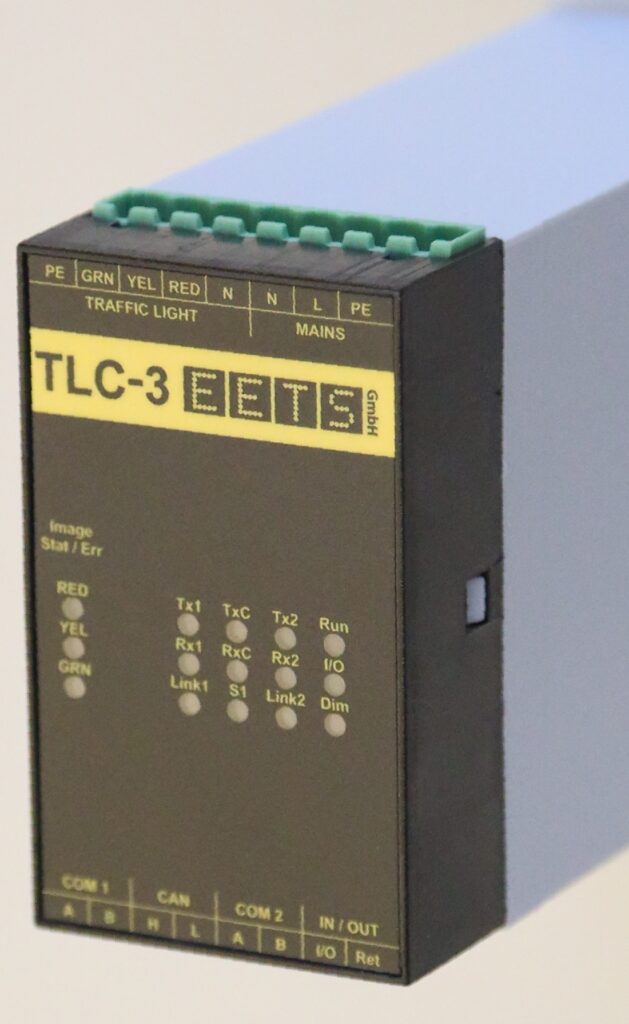 PE GRN YEL RED N N L PE
TRAFFIC LIGHT MAINS
TLC-3 EETS GmbH
Image
Stat / Err
RED
YEL
GRN
Tx1 TxC Tx2 Run
Rx1 RxC Rx2 I/O
Link1 S1 Link2 Dim
COM 1 CAN COM 2 IN / OUT
A B H L A B I/O Ret